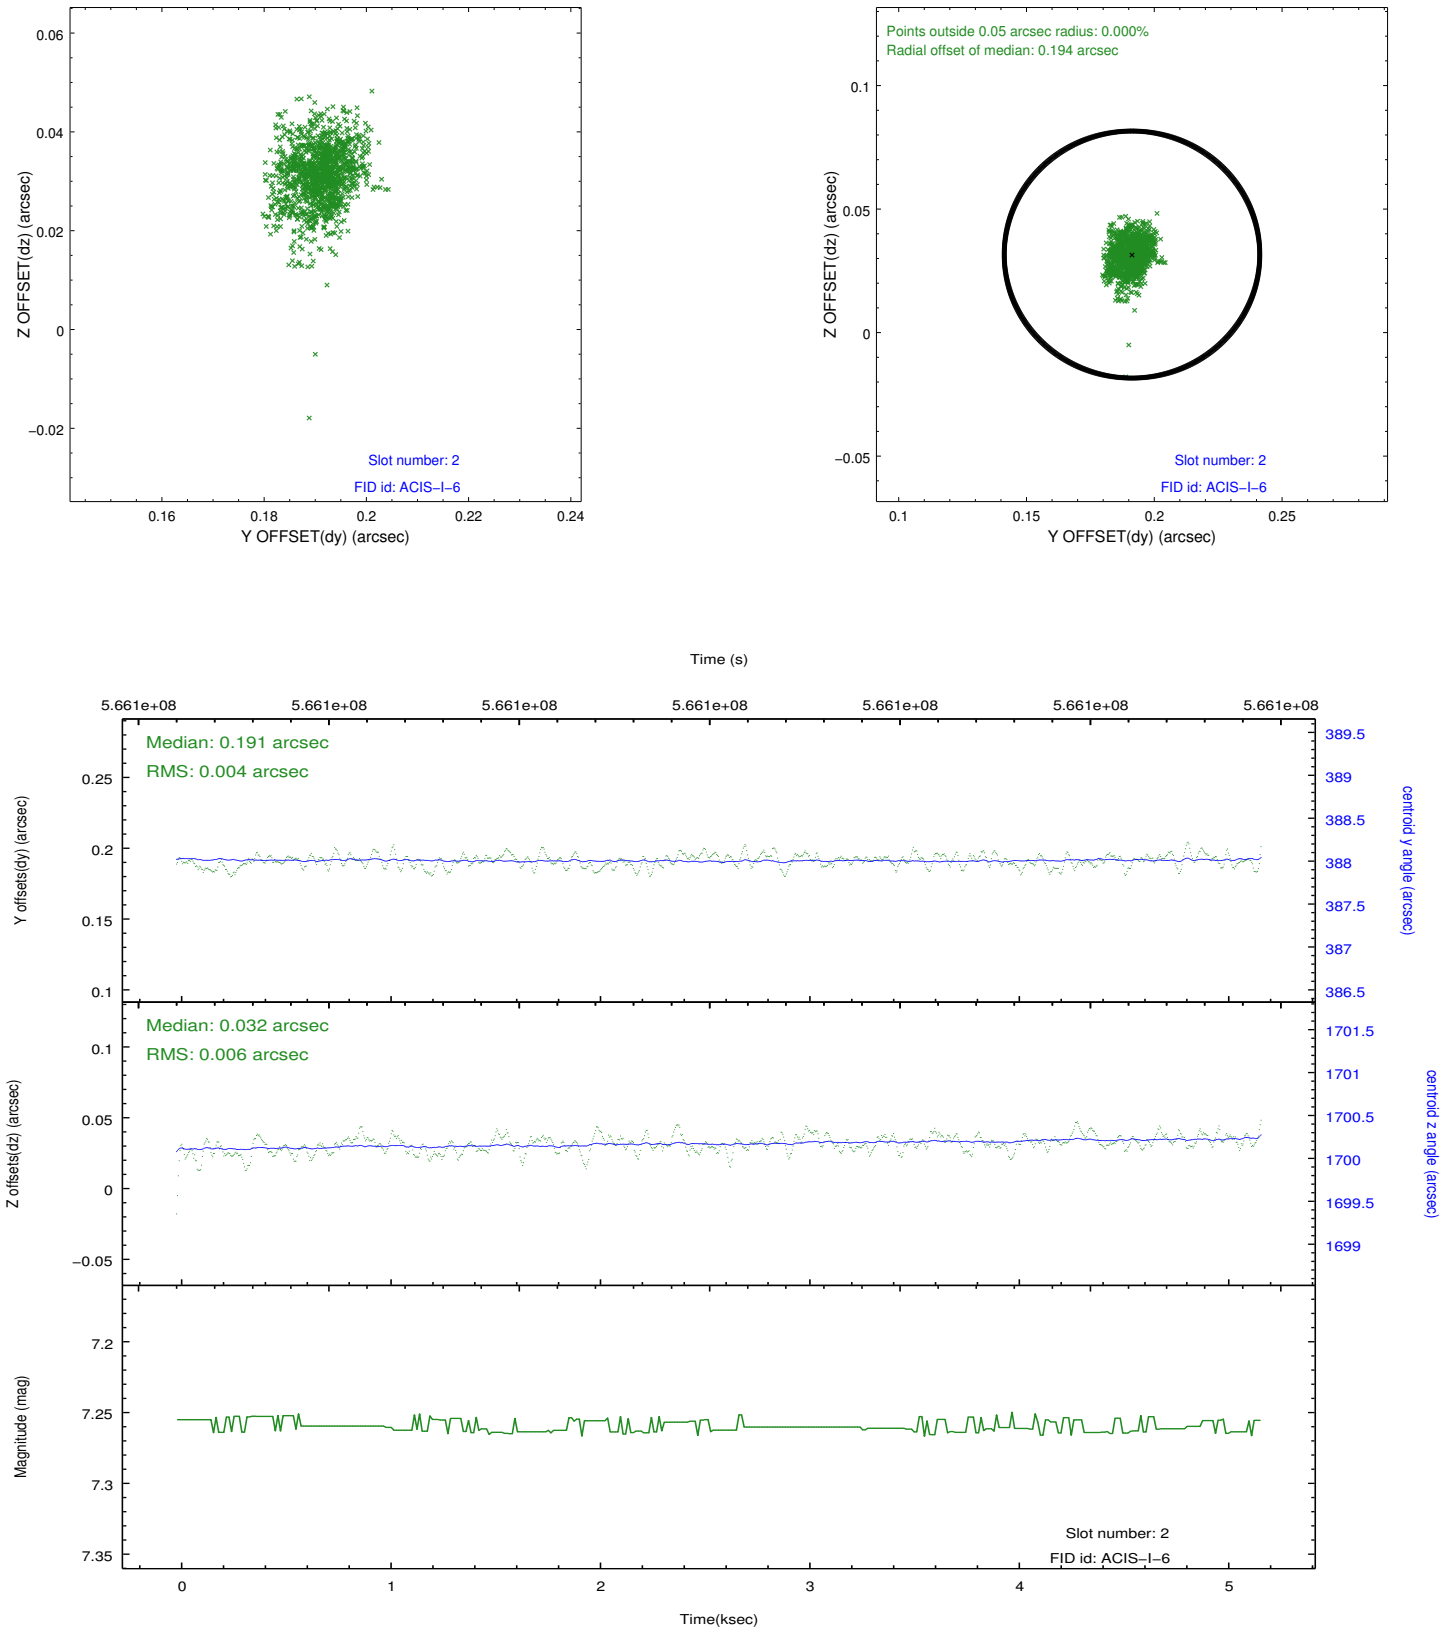 0.06
0.04
0.02
0
−0.02
Z OFFSET(dz) (arcsec)
Slot number: 2
FID id: ACIS−I−6
0.16
0.18
0.2
0.22
0.24
Y OFFSET(dy) (arcsec)
Points outside 0.05 arcsec radius: 0.000%
Radial offset of median: 0.194 arcsec
0.1
0.05
0
−0.05
Z OFFSET(dz) (arcsec)
Slot number: 2
FID id: ACIS−I−6
0.1
0.15
0.2
0.25
Y OFFSET(dy) (arcsec)
Time (s)
5.661e+08
5.661e+08
5.661e+08
5.661e+08
5.661e+08
5.661e+08
5.661e+08
Median: 0.191 arcsec
RMS: 0.004 arcsec
0.25
0.2
0.15
0.1
Y offsets(dy) (arcsec)
389.5
389
388.5
388
387.5
387
386.5
centroid y angle (arcsec)
Median: 0.032 arcsec
RMS: 0.006 arcsec
0.1
0.05
0
−0.05
Z offsets(dz) (arcsec)
1701.5
1701
1700.5
1700
1699.5
1699
centroid z angle (arcsec)
7.2
7.25
7.3
7.35
Magnitude (mag)
Slot number: 2
FID id: ACIS−I−6
0
1
2
3
4
5
Time(ksec)